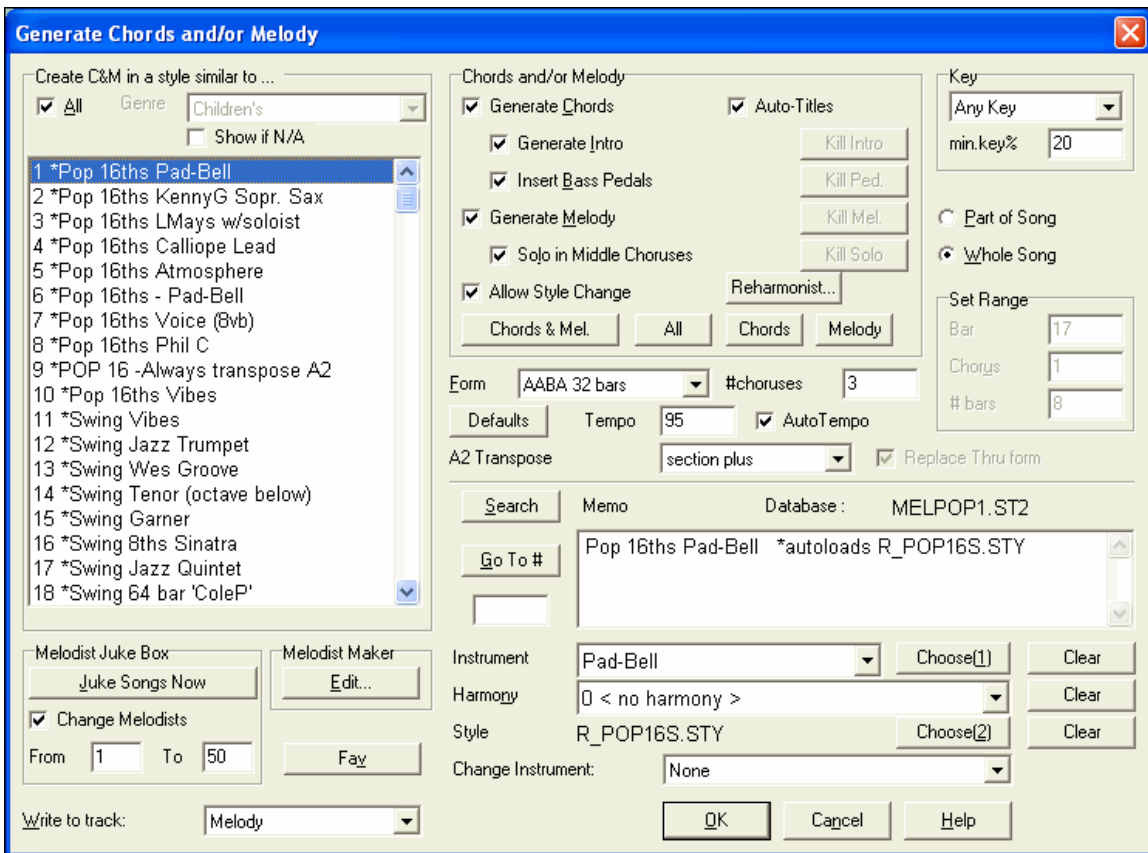 Generate Chords and/or Melody
Create C&M in a style similar to ...
All Genre Children's
Show if N/A
1 *Pop 16ths Pad-Bell
2 *Pop 16ths KennyG Sopr. Sax
3 *Pop 16ths LMays w/soloist
4 *Pop 16ths Calliope Lead
5 *Pop 16ths Atmosphere
6 *Pop 16ths - Pad-Bell
7 *Pop 16ths Voice (8vb)
8 *Pop 16ths Phil C
9 *POP 16 -Always transpose A2
10 *Pop 16ths Vibes
11 *Swing Vibes
12 *Swing Jazz Trumpet
13 *Swing Wes Groove
14 *Swing Tenor (octave below)
15 *Swing Garner
16 *Swing 8ths Sinatra
17 *Swing Jazz Quintet
18 *Swing 64 bar 'ColeP'
Melodist Juke Box
Juke Songs Now
Change Melodists
From 1 To 50
Melodist Maker
Edit...
Fav
Write to track: Melody
Chords and/or Melody
Generate Chords Auto-Titles
Generate Intro Kill Intro
Insert Bass Pedals Kill Ped.
Generate Melody Kill Mel.
Solo in Middle Choruses Kill Solo
Allow Style Change Reharmonist...
Chords & Mel. All Chords Melody
Key
Any Key
min.key% 20
Part of Song
Whole Song
Set Range
Bar 17
Chorus 1
# bars 8
Form AABA 32 bars #choruses 3
Defaults Tempo 95 AutoTempo
A2 Transpose section plus Replace Thru form
Search Memo Database : MELPOP1.ST2
Go To #
Pop 16ths Pad-Bell *autoloads R_POP16S.STY
Instrument Pad-Bell Choose(1) Clear
Harmony 0 < no harmony > Clear
Style R_POP16S.STY Choose(2) Clear
Change Instrument: None
OK Cancel Help